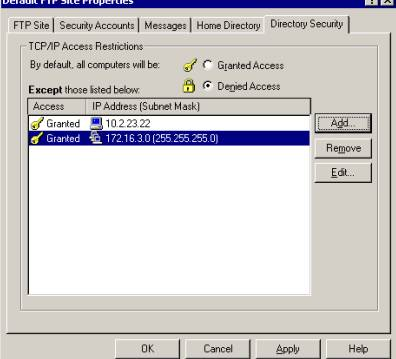 Default FTP Site Properties
FTP Site Security Accounts Messages Home Directory Directory Security
TCP/IP Access Restrictions
By default, all computers will be:
Granted Access
Denied Access
Except those listed below:
Access IP Address (Subnet Mask)
Granted 10.2.23.22
Granted 172.16.3.0 (255.255.255.0)
Add...
Remove
Edit...
OK Cancel Apply Help